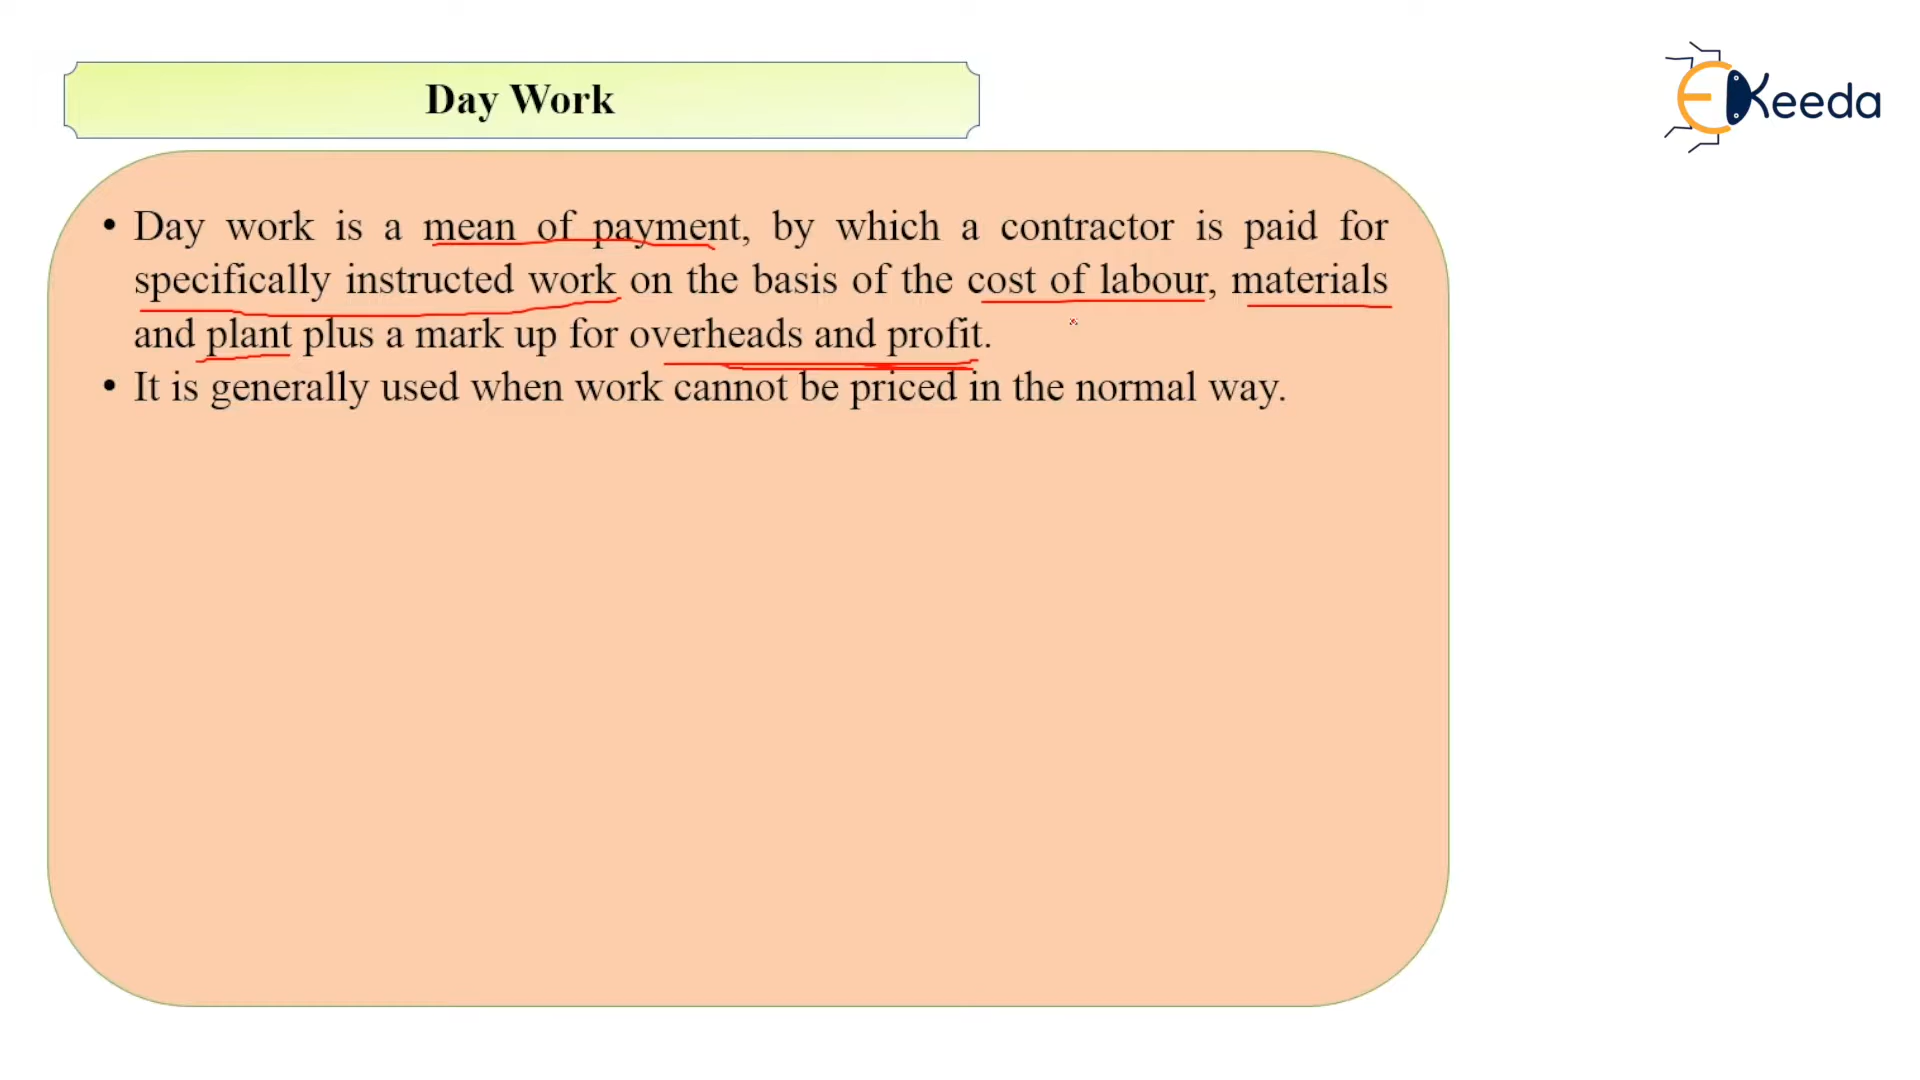 Day Work
EKeeda
• Day work is a mean of payment, by which a contractor is paid for
specifically instructed work on the basis of the cost of labour, materials
and plant plus a mark up for overheads and profit.
• It is generally used when work cannot be priced in the normal way.